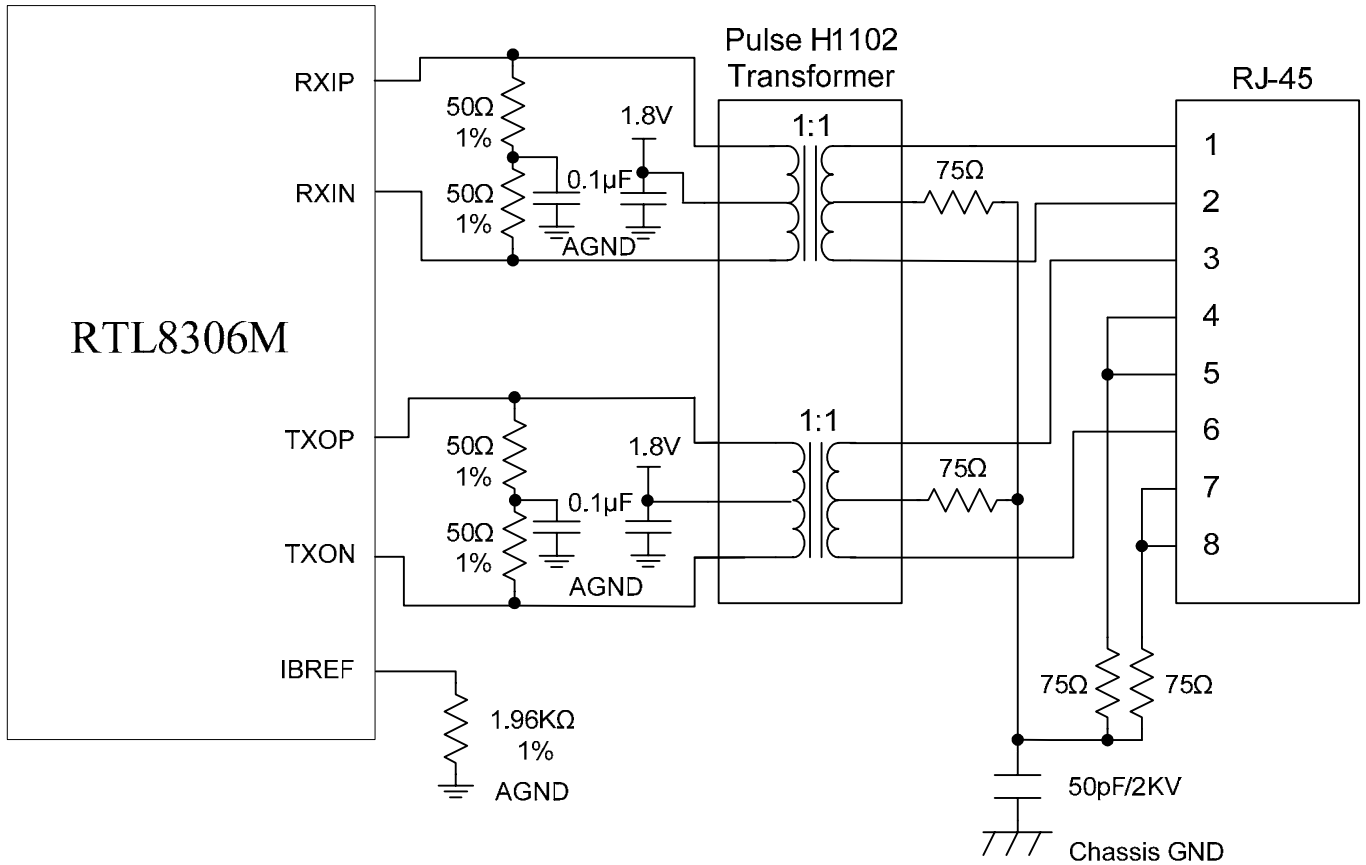 Pulse H1102
Transformer
RJ-45
RXIP
50Ω
1%
1.8V
1:1
1
75Ω
0.1µF
RXIN
50Ω
1%
2
AGND
3
RTL8306M
4
5
TXOP
50Ω
1%
1.8V
1:1
6
75Ω
0.1µF
7
TXON
50Ω
1%
8
AGND
IBREF
75Ω
75Ω
1.96KΩ
1%
AGND
50pF/2KV
Chassis GND